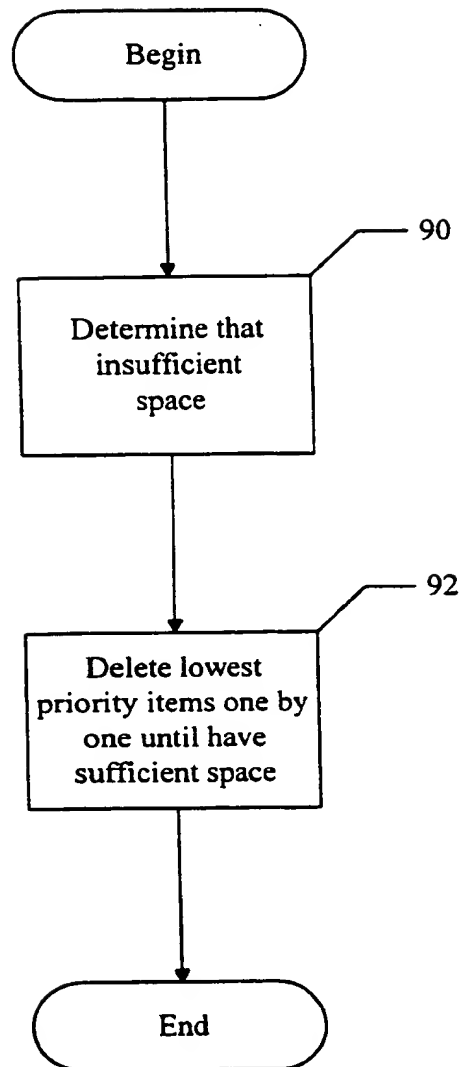 Begin
90
Determine that
insufficient
space
92
Delete lowest
priority items one by
one until have
sufficient space
End